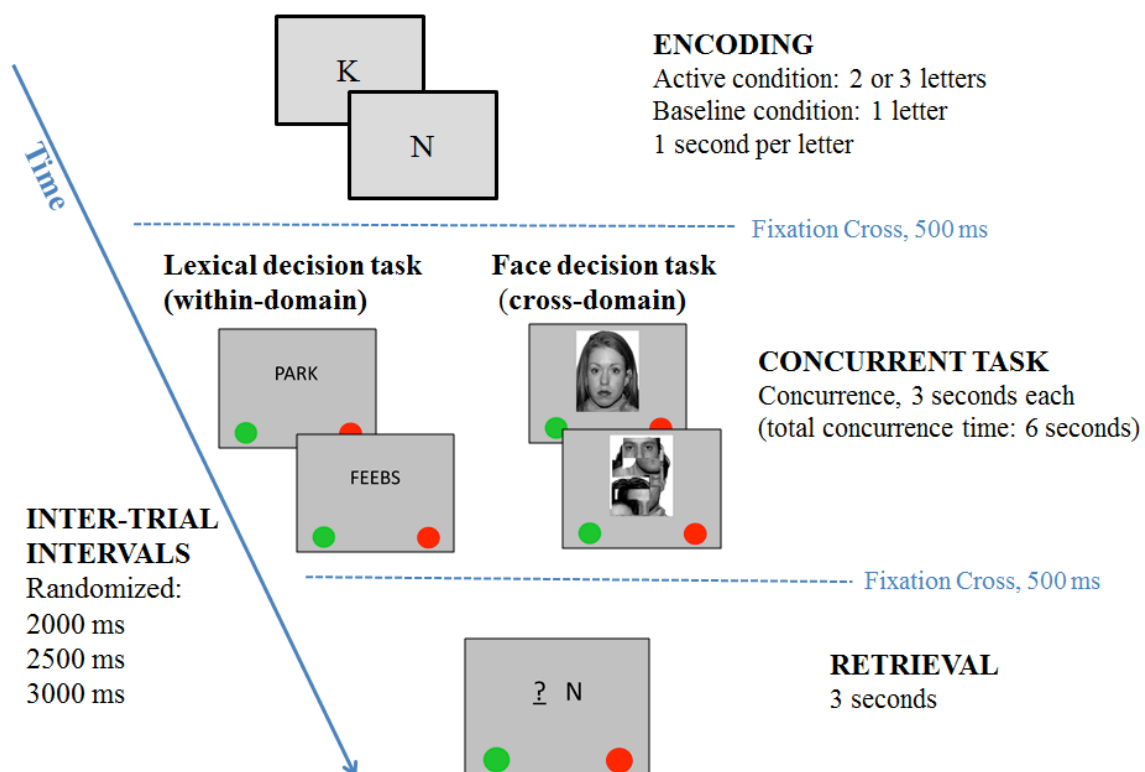 K
N
ENCODING
Active condition: 2 or 3 letters
Baseline condition: 1 letter
1 second per letter
Time
Fixation Cross, 500 ms
Lexical decision task
(within-domain)
Face decision task
(cross-domain)
PARK
FEEBS
CONCURRENT TASK
Concurrence, 3 seconds each
(total concurrence time: 6 seconds)
INTER-TRIAL
INTERVALS
Randomized:
2000 ms
2500 ms
3000 ms
Fixation Cross, 500 ms
? N
RETRIEVAL
3 seconds